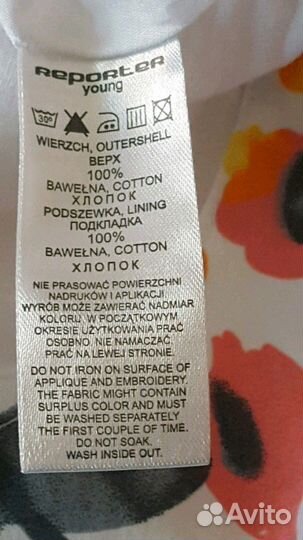 RePORTER
young
30°
WIERZCH, OUTERSHELL
ВЕРХ
100%
BAWEŁNA, COTTON
ХЛОПОК
PODSZEWKA, LINING
ПОДКЛАДКА
100%
BAWEŁNA, COTTON
ХЛОПОК
NIE PRASOWAĆ POWIERZCHNI
NADRUKÓW I APLIKACJI.
WYRÓB MOŻE ZAWIERAĆ NADMIAR
KOLORU, W POCZĄTKOWYM
OKRESIE UŻYTKOWANIA PRAĆ
OSOBNO. NIE NAMACZAĆ.
PRAĆ NA LEWEJ STRONIE.
DO NOT IRON ON SURFACE OF
APPLIQUE AND EMBROIDERY.
THE FABRIC MIGHT CONTAIN
SURPLUS COLOR AND MUST
BE WASHED SEPARATELY
THE FIRST COUPLE OF TIME.
DO NOT SOAK.
WASH INSIDE OUT.
Avito